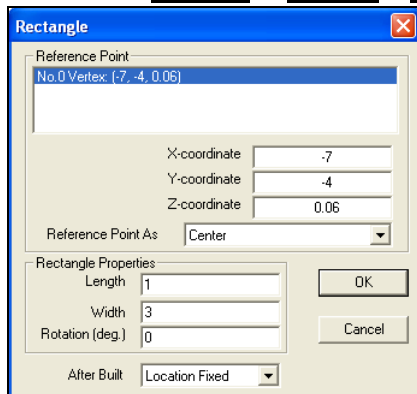 Rectangle
Reference Point
No.0 Vertex: (-7, -4, 0.06)
X-coordinate -7
Y-coordinate -4
Z-coordinate 0.06
Reference Point As Center
Rectangle Properties
Length 1
Width 3
Rotation (deg.) 0
OK
Cancel
After Built Location Fixed